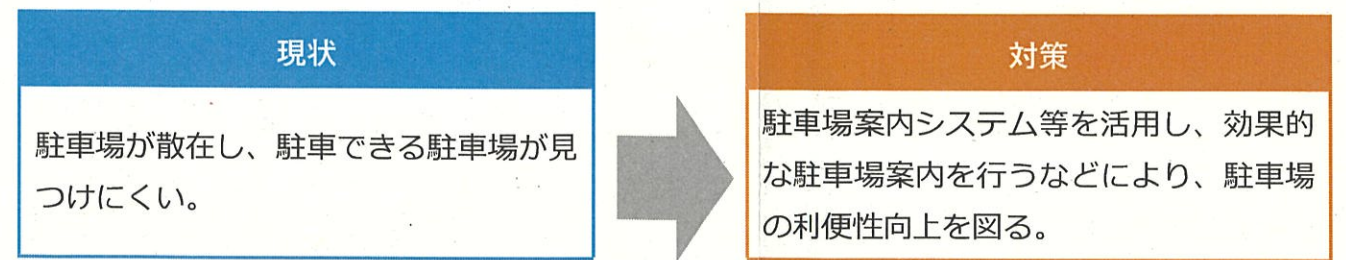 現状
駐車場が散在し、駐車できる駐車場が見
つけにくい。
対策
駐車場案内システム等を活用し、効果的
な駐車場案内を行うなどにより、駐車場
の利便性向上を図る。